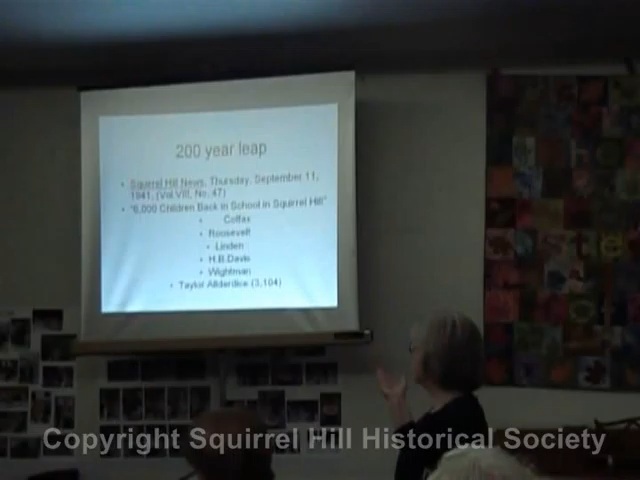 200 year leap
• Squirrel Hill News, Thursday, September 11,
1941, (Vol.VIII, No. 47)
• "6,000 Children Back in School in Squirrel Hill"
• Colfax
• Roosevelt
• Linden
• H.B.Davis
• Wightman
• Taylor Allderdice (3,104)
Copyright Squirrel Hill Historical Society